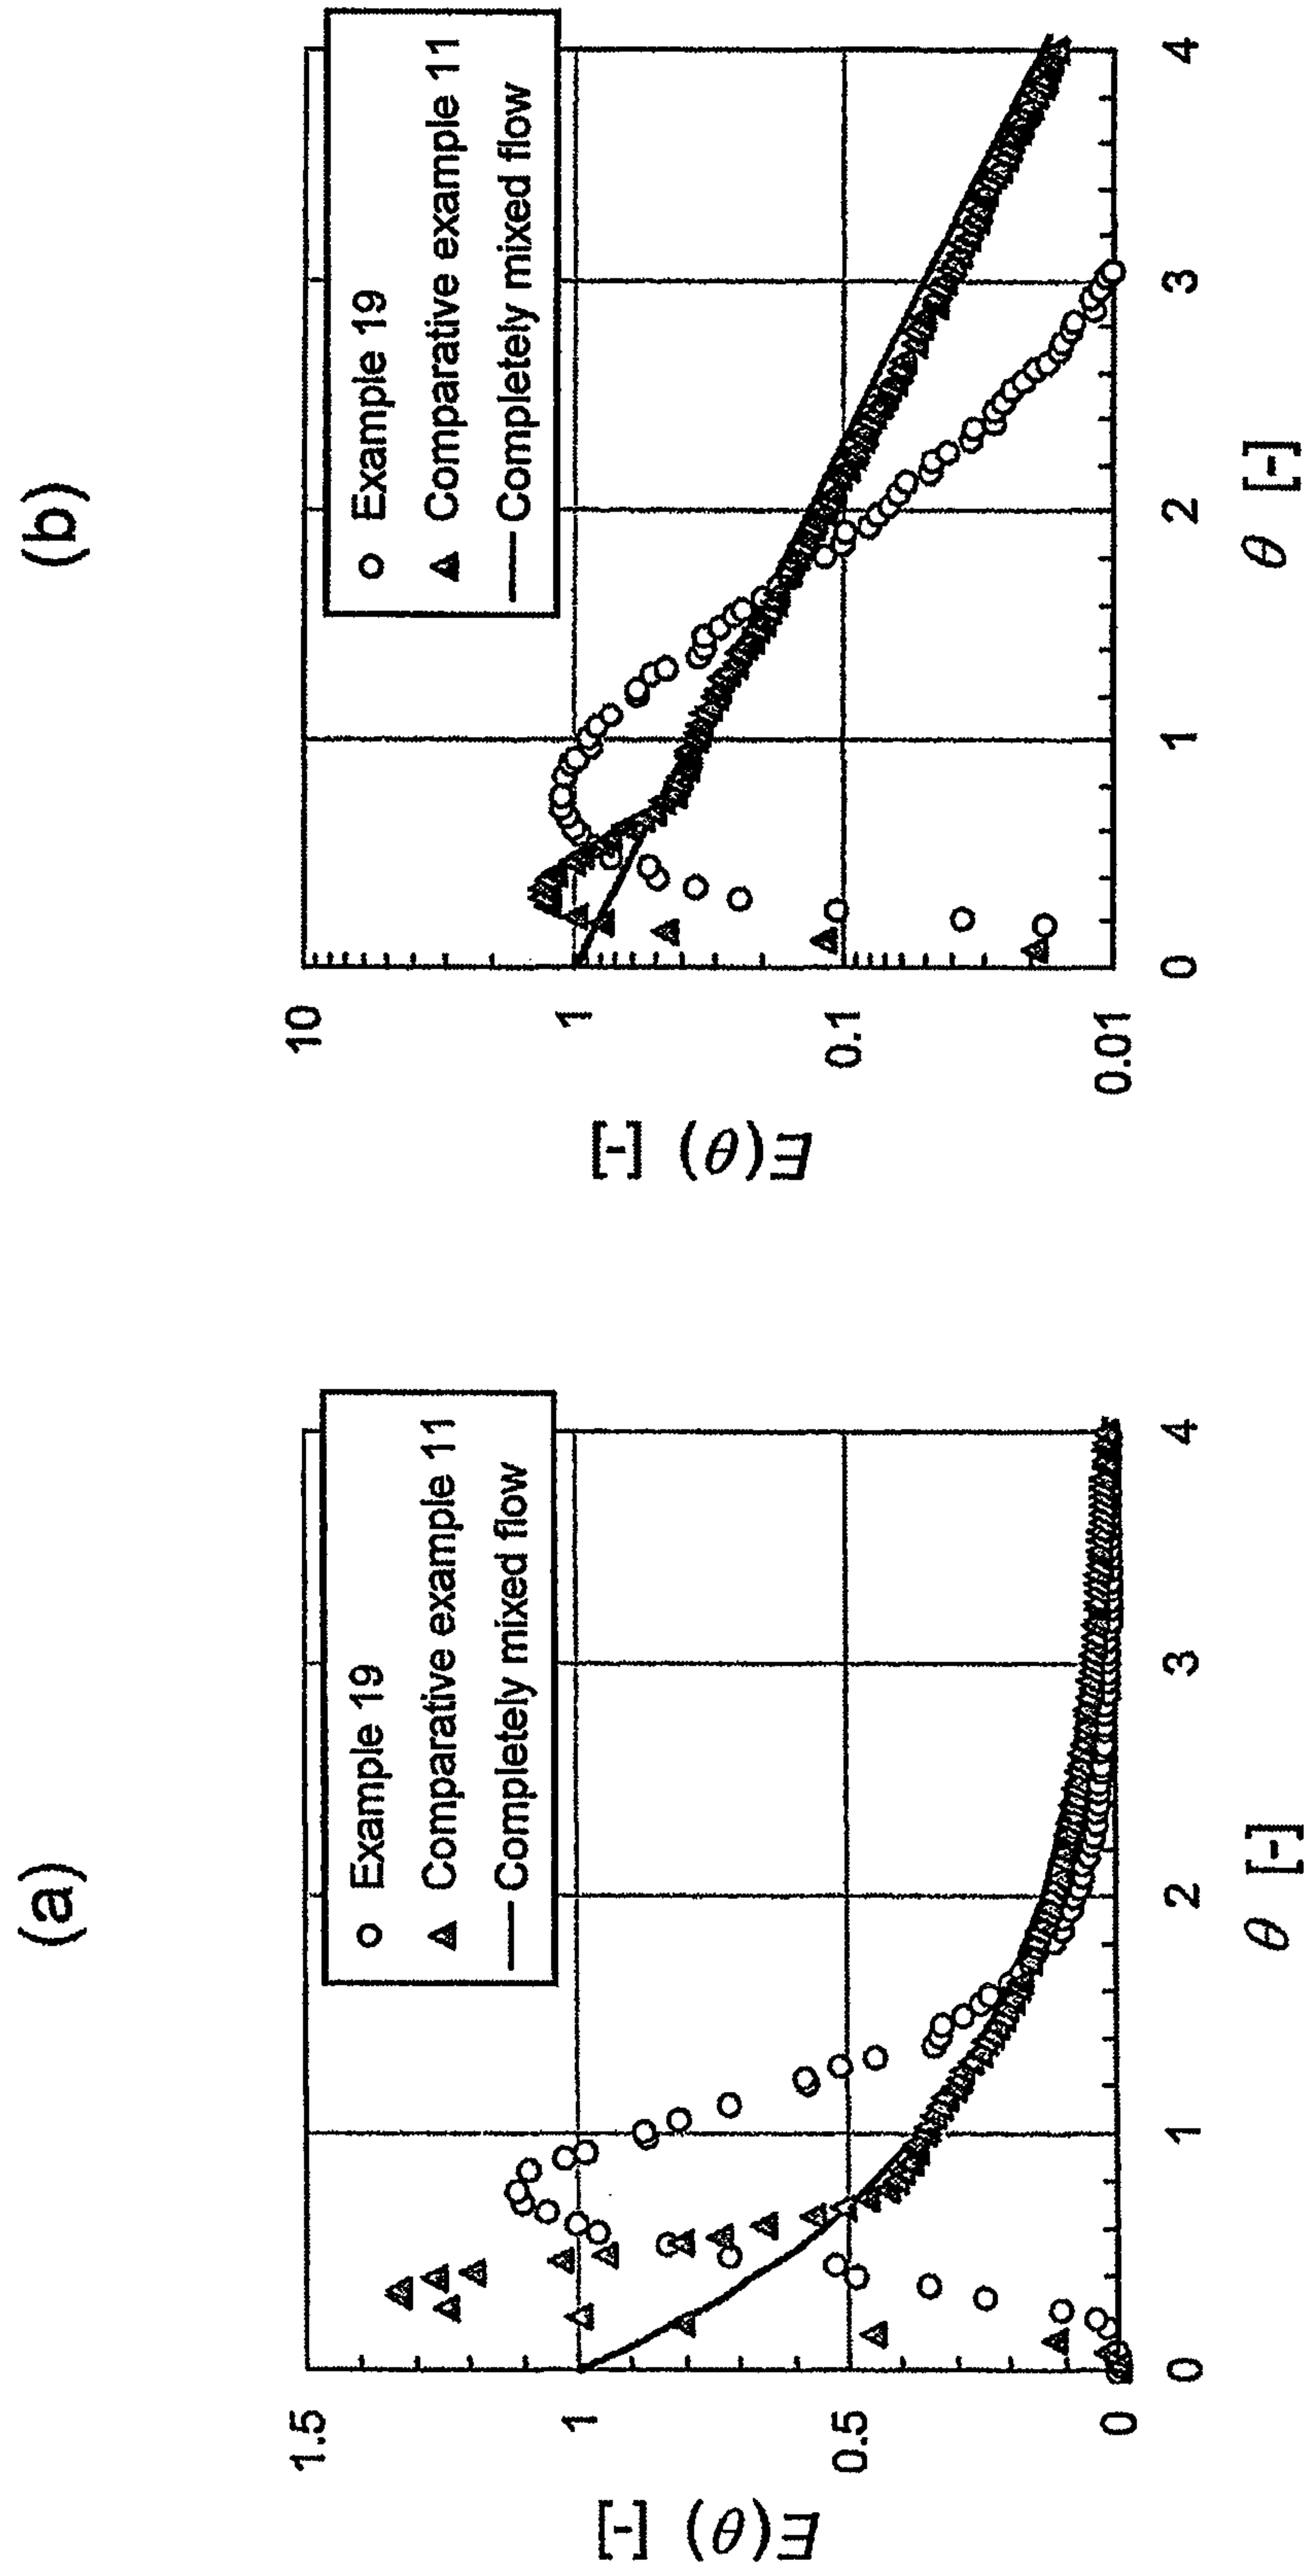 (a)
E(θ) [-]
1.5
1
0.5
0
0
1
2
3
4
θ [-]
Example 19
Comparative example 11
Completely mixed flow
(b)
E(θ) [-]
10
1
0.1
0.01
0
1
2
3
4
θ [-]
Example 19
Comparative example 11
Completely mixed flow